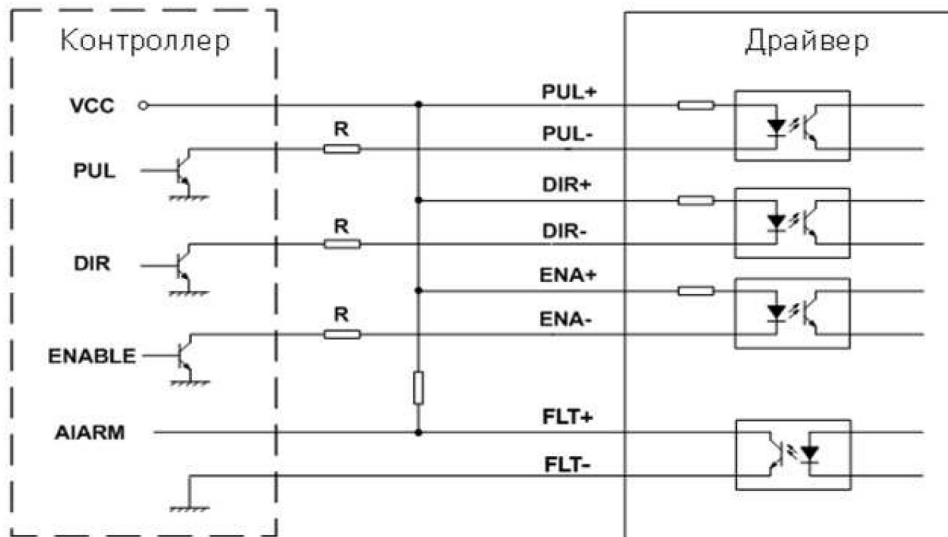 Контроллер
Драйвер
VCC
PUL+
R
PUL-
PUL
DIR+
R
DIR-
DIR
ENA+
R
ENA-
ENABLE
AIARM
FLT+
FLT-